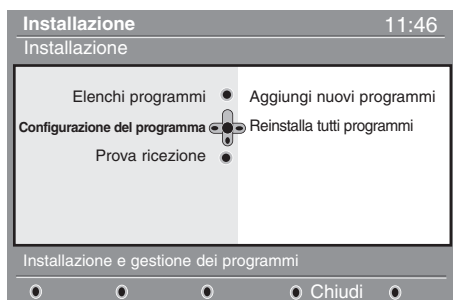 Installazione 11:46
Installazione
Elenchi programmi
Configurazione del programma
Prova ricezione
Aggiungi nuovi programmi
Reinstalla tutti programmi
Installazione e gestione dei programmi
Chiudi